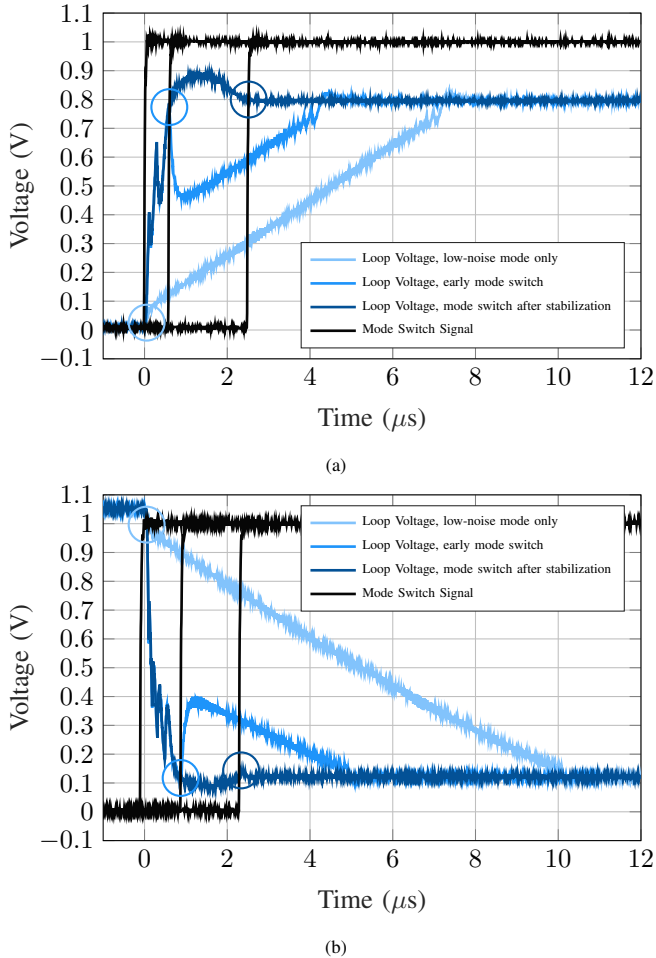 1.1
1
0.9
0.8
0.7
0.6
0.5
0.4
0.3
0.2
0.1
0
−0.1
Voltage (V)
Loop Voltage, low-noise mode only
Loop Voltage, early mode switch
Loop Voltage, mode switch after stabilization
Mode Switch Signal
0 2 4 6 8 10 12
Time (μs)
(a)
1.1
1
0.9
0.8
0.7
0.6
0.5
0.4
0.3
0.2
0.1
0
−0.1
Voltage (V)
Loop Voltage, low-noise mode only
Loop Voltage, early mode switch
Loop Voltage, mode switch after stabilization
Mode Switch Signal
0 2 4 6 8 10 12
Time (μs)
(b)